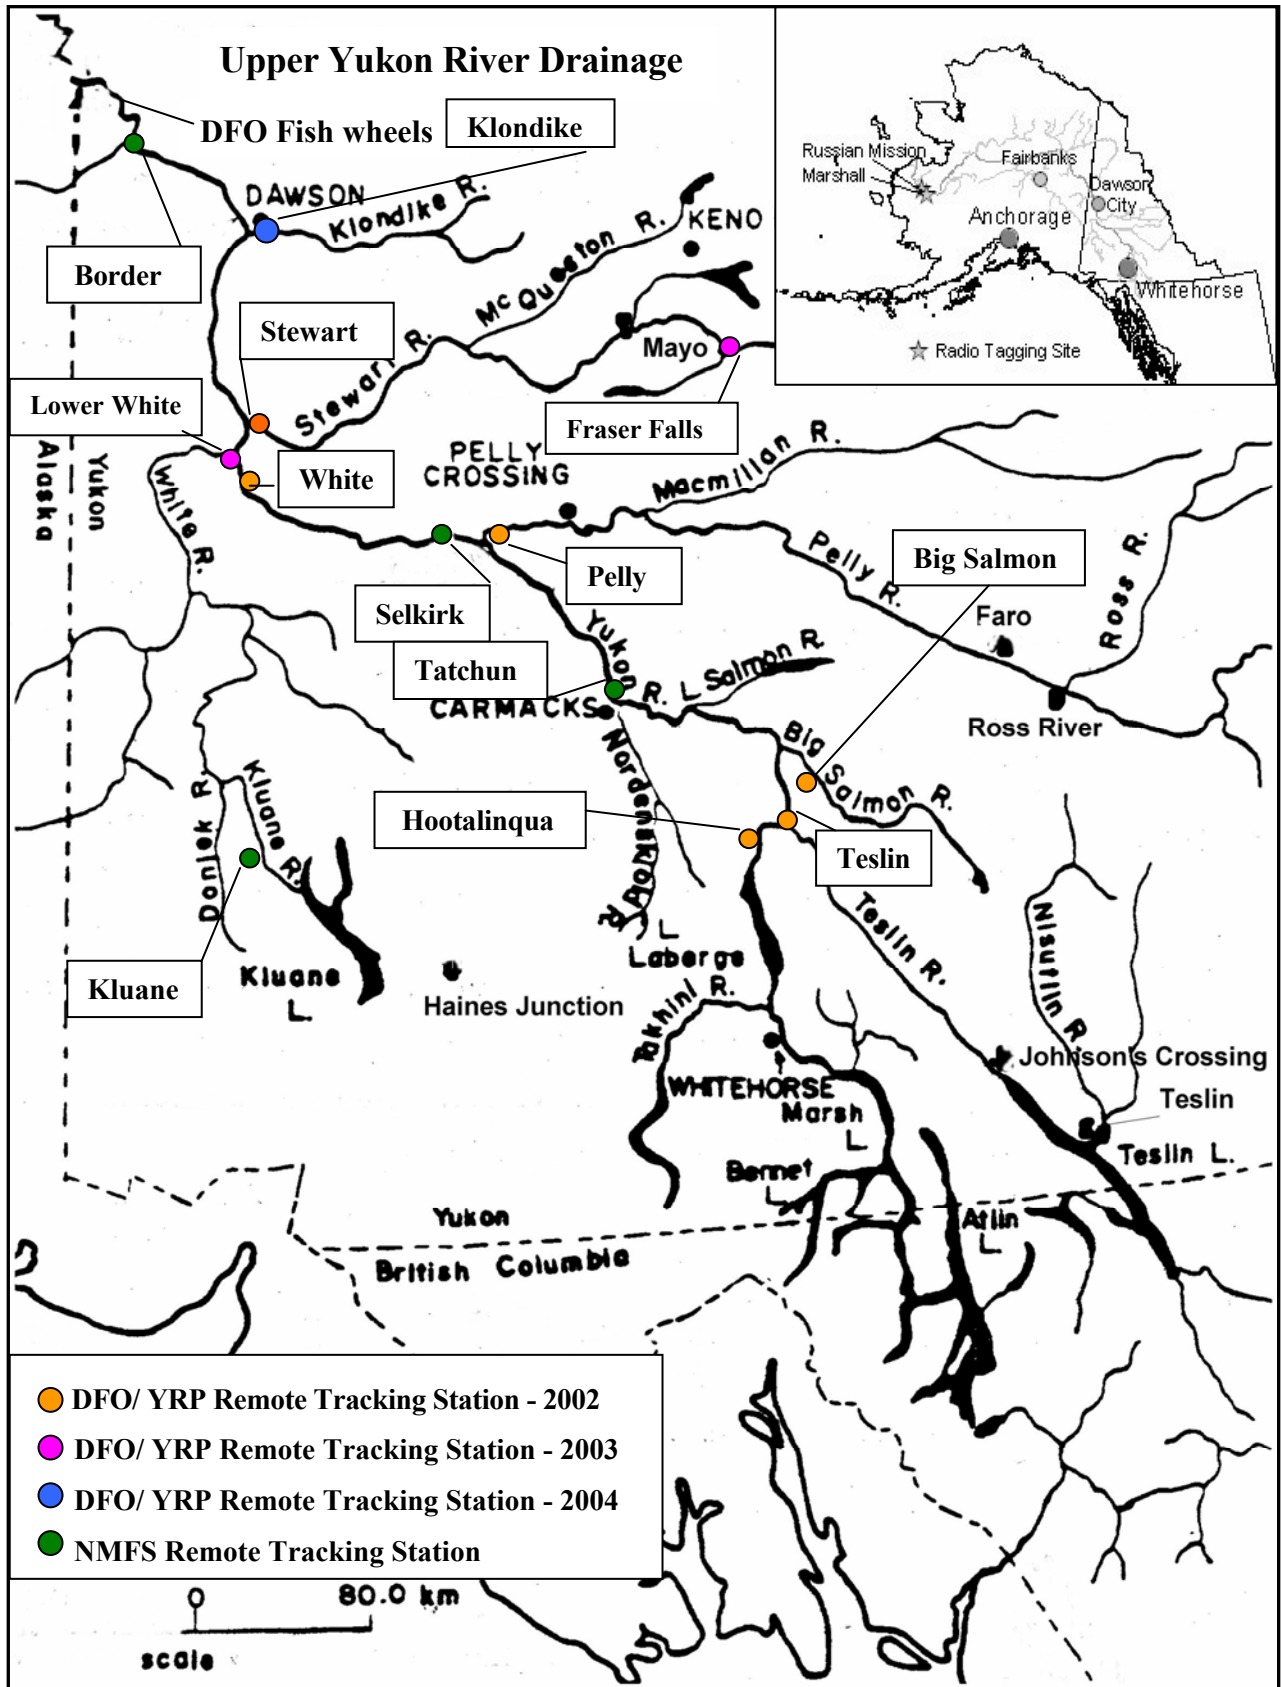 Upper Yukon River Drainage
DFO Fish wheels
Klondike
DAWSON
Klondike R.
Border
McQueston R.
KENO
Stewart
Stewart R.
Mayo
Lower White
Fraser Falls
Alaska
Yukon
White
White R.
PELLY
CROSSING
Macmillan R.
Pelly
Pelly R.
Big Salmon
Ross R.
Faro
Selkirk
Tatchun
Yukon R.
L Salmon R.
CARMACKS
Ross River
Big Salmon R.
Nordenskiold R.
Hootalinqua
Teslin
Donjek R.
Kluane R.
Teslin R.
Nisutlin R
L
Laberge
Kluane
Kluane
L.
Haines Junction
Takhini R.
WHITEHORSE
Marsh
L
Johnson's Crossing
Teslin
Teslin L.
Bennet
L
Atlin
L
Yukon
British Columbia
Russian Mission
Marshall
Fairbanks
Dawson
City
Anchorage
Whitehorse
Radio Tagging Site
DFO/ YRP Remote Tracking Station - 2002
DFO/ YRP Remote Tracking Station - 2003
DFO/ YRP Remote Tracking Station - 2004
NMFS Remote Tracking Station
0
80.0 km
scale